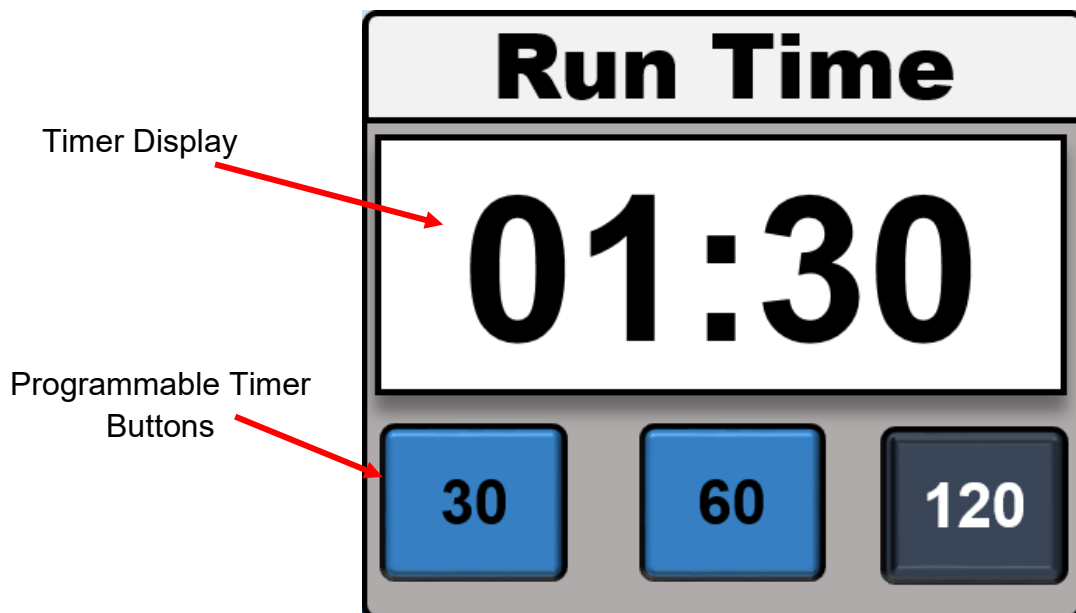 Run Time
Timer Display
01:30
Programmable Timer
Buttons
30
60
120